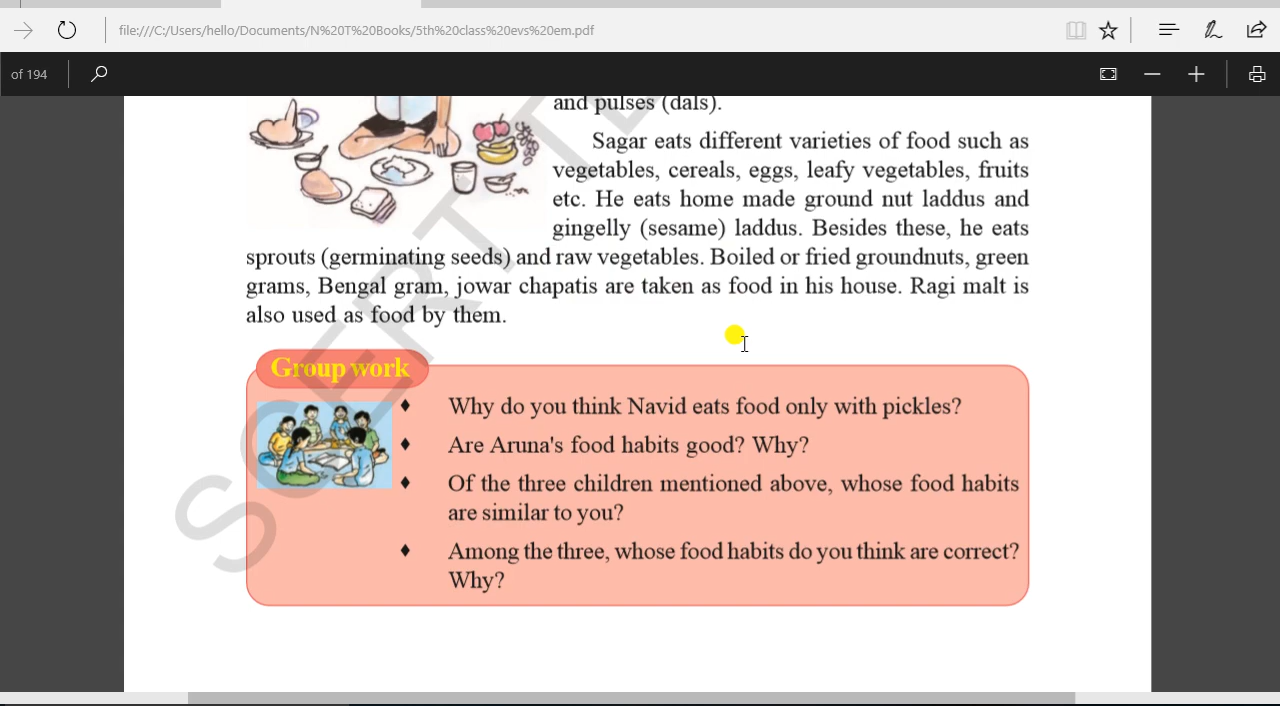 file:///C:/Users/hello/Documents/N%20T%20Books/5th%20class%20evs%20em.pdf
of 194
and pulses (dals).
Sagar eats different varieties of food such as
vegetables, cereals, eggs, leafy vegetables, fruits
etc. He eats home made ground nut laddus and
gingelly (sesame) laddus. Besides these, he eats
sprouts (germinating seeds) and raw vegetables. Boiled or fried groundnuts, green
grams, Bengal gram, jowar chapatis are taken as food in his house. Ragi malt is
also used as food by them.
Group work
♦ Why do you think Navid eats food only with pickles?
♦ Are Aruna's food habits good? Why?
♦ Of the three children mentioned above, whose food habits
are similar to you?
♦ Among the three, whose food habits do you think are correct?
Why?
SCERT TE